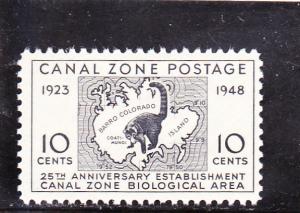 CANAL ZONE POSTAGE
1923 1948
BARRO COLORADO
ISLAND
COATI-
MUNDI
10 10
CENTS CENTS
25TH ANNIVERSARY ESTABLISHMENT
CANAL ZONE BIOLOGICAL AREA